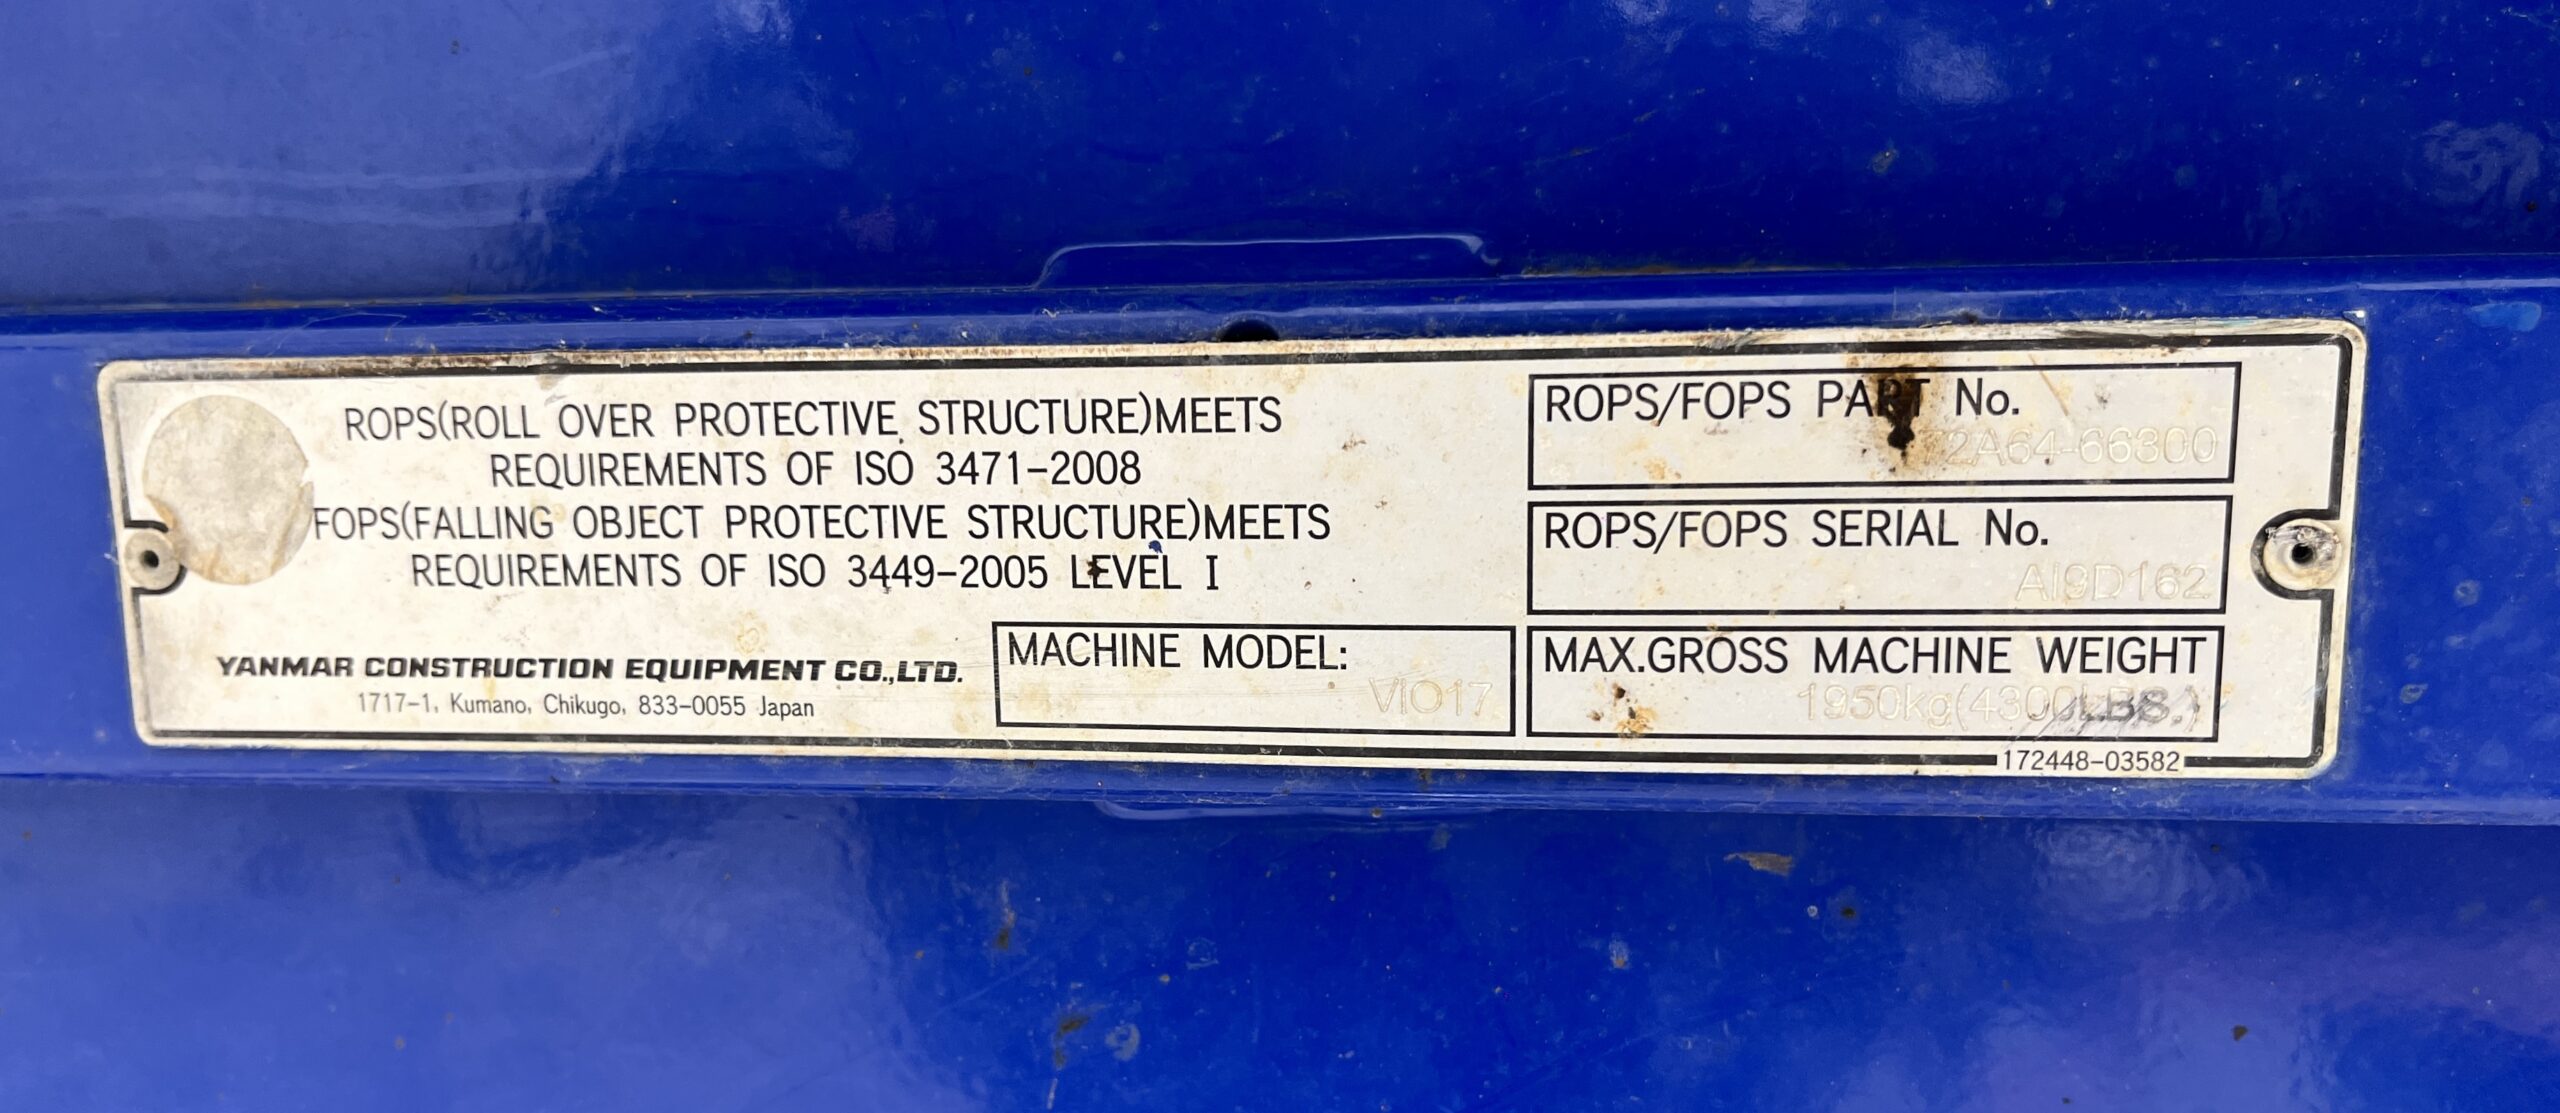 ROPS(ROLL OVER PROTECTIVE STRUCTURE)MEETS
REQUIREMENTS OF ISO 3471-2008
FOPS(FALLING OBJECT PROTECTIVE STRUCTURE)MEETS
REQUIREMENTS OF ISO 3449-2005 LEVEL I
YANMAR CONSTRUCTION EQUIPMENT CO.,LTD.
1717-1, Kumano, Chikugo, 833-0055 Japan
MACHINE MODEL:
VIO17
ROPS/FOPS PART No.
ROPS/FOPS SERIAL No.
AI9D162
MAX.GROSS MACHINE WEIGHT
1950kg(4300LBS.)
172448-03582